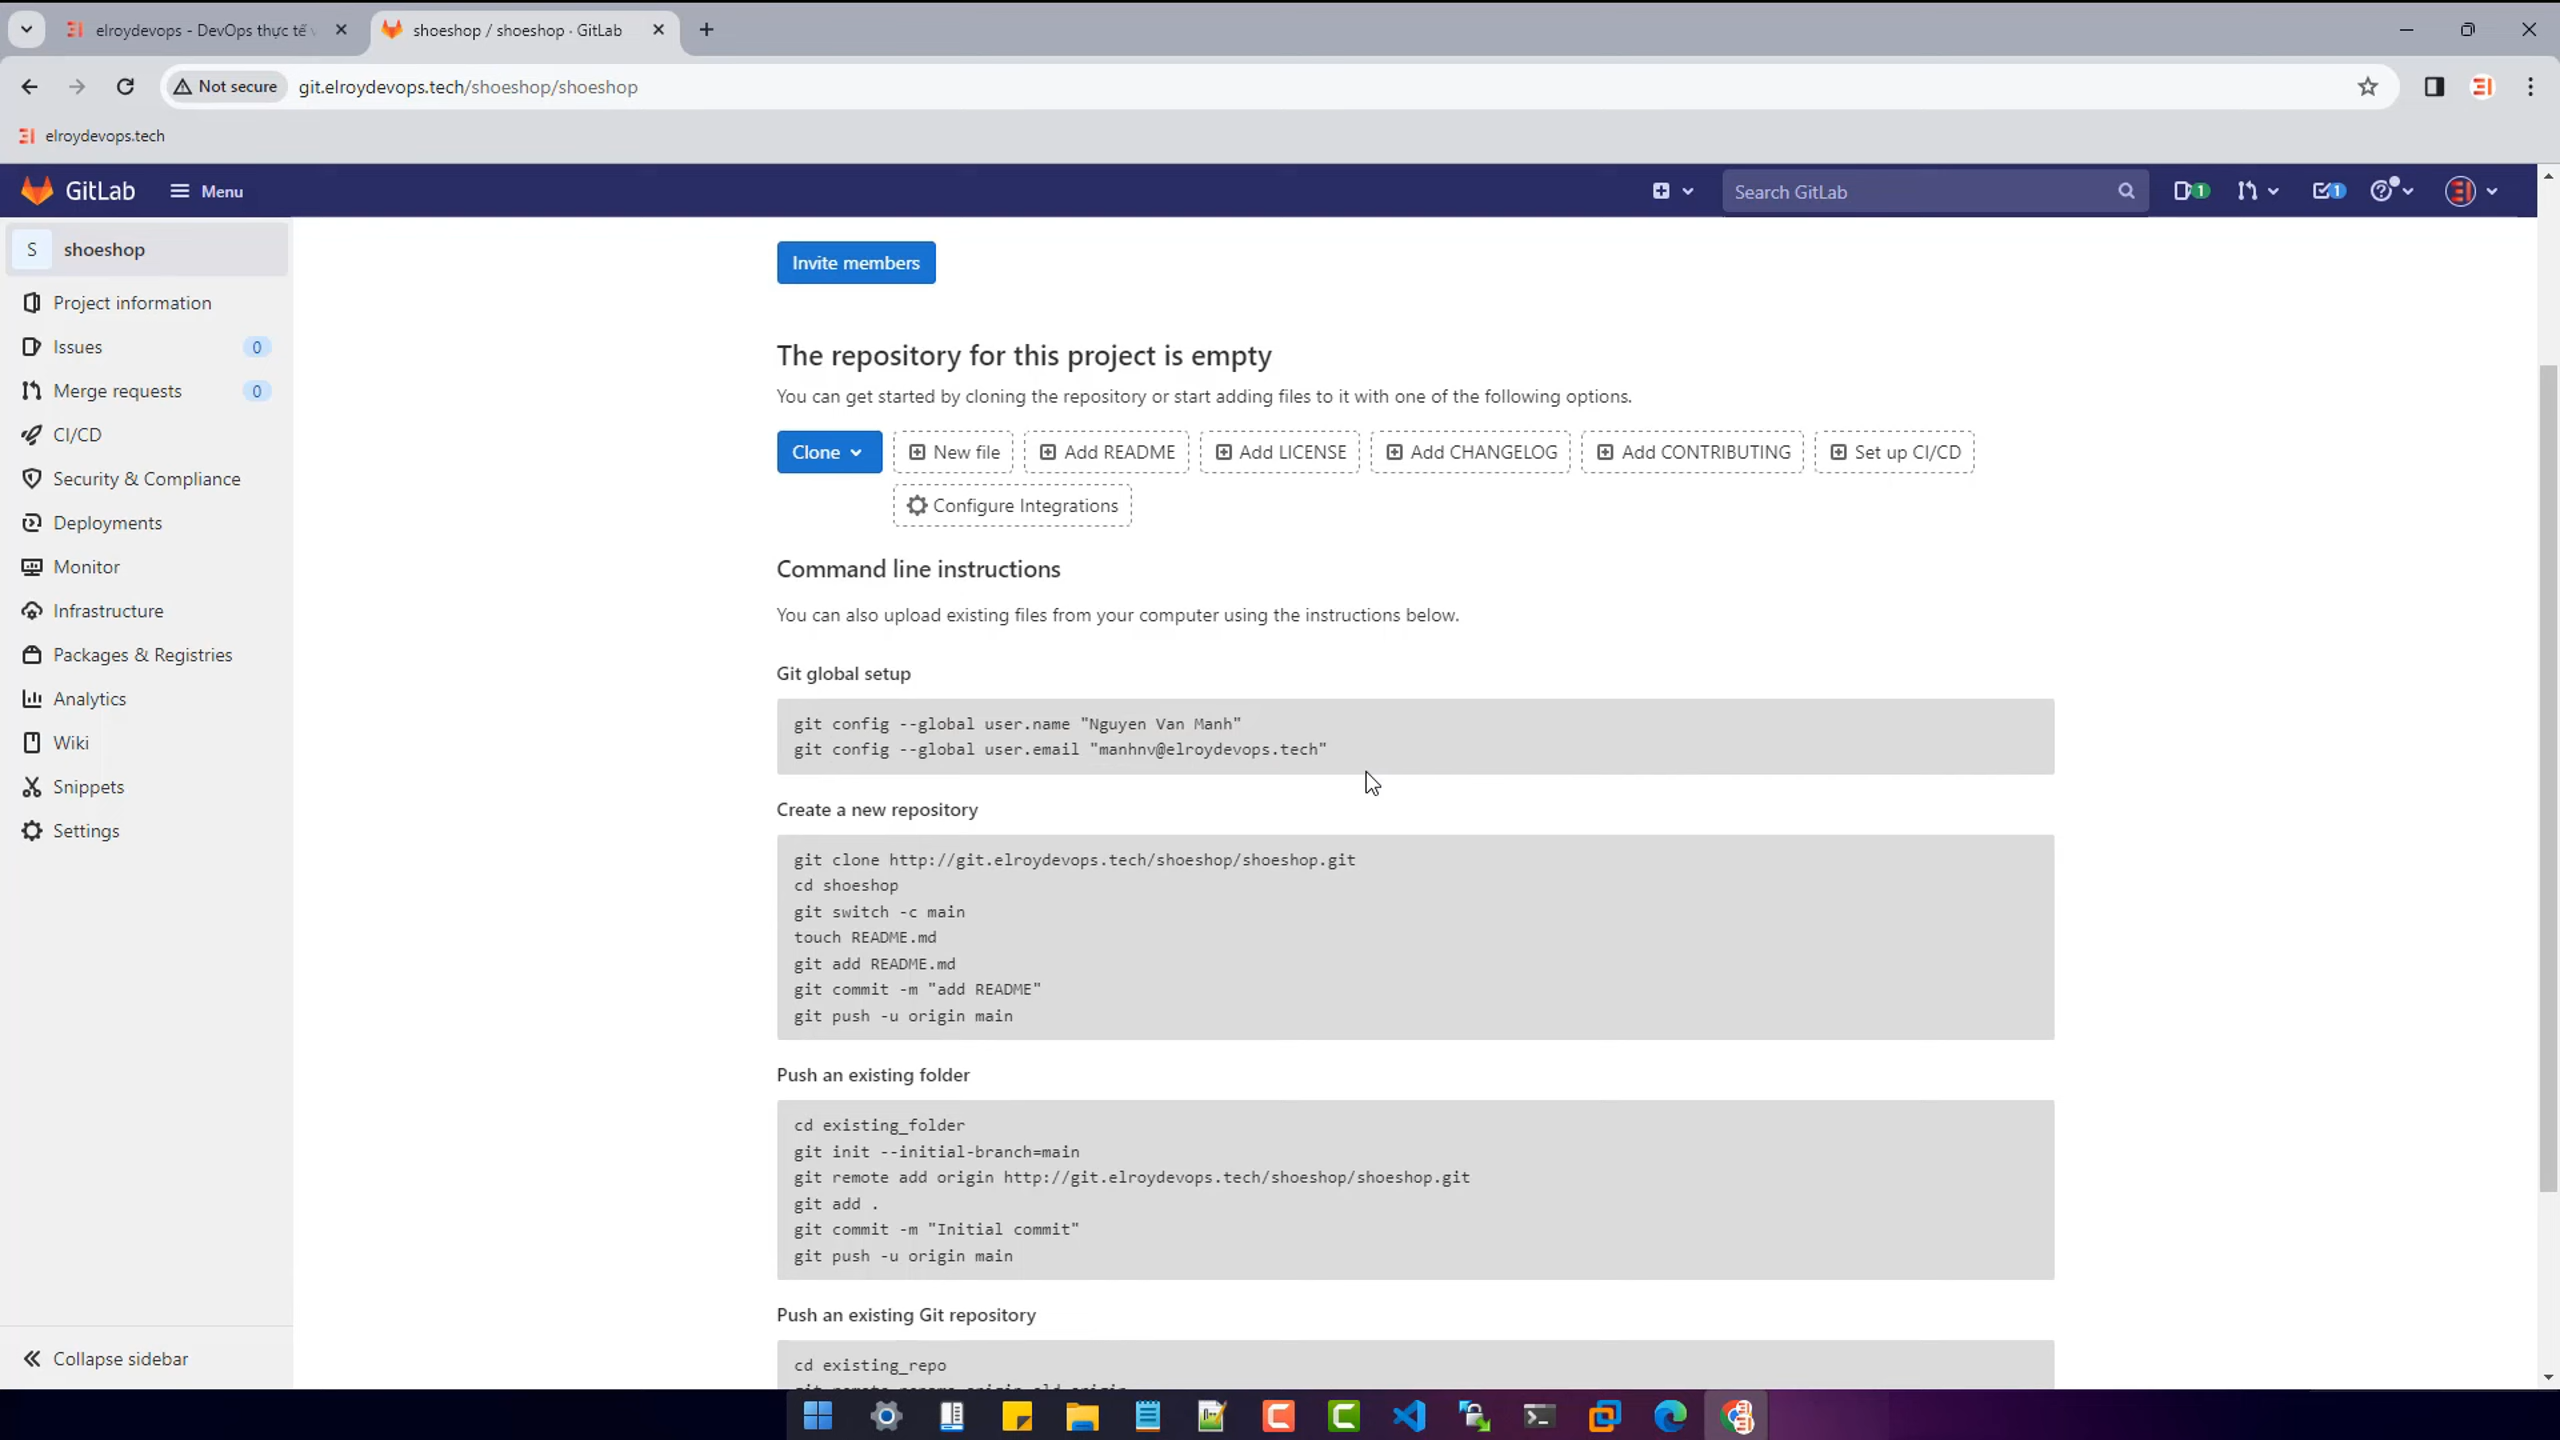 elroydevops - DevOps thực tế v
shoeshop / shoeshop · GitLab
Not secure
git.elroydevops.tech/shoeshop/shoeshop
elroydevops.tech
GitLab
Menu
Search GitLab
1
1
S shoeshop
Project information
Issues 0
Merge requests 0
CI/CD
Security & Compliance
Deployments
Monitor
Infrastructure
Packages & Registries
Analytics
Wiki
Snippets
Settings
Collapse sidebar
Invite members
The repository for this project is empty
You can get started by cloning the repository or start adding files to it with one of the following options.
Clone New file Add README Add LICENSE Add CHANGELOG Add CONTRIBUTING Set up CI/CD
Configure Integrations
Command line instructions
You can also upload existing files from your computer using the instructions below.
Git global setup
git config --global user.name "Nguyen Van Manh"
git config --global user.email "manhnv@elroydevops.tech"
Create a new repository
git clone http://git.elroydevops.tech/shoeshop/shoeshop.git
cd shoeshop
git switch -c main
touch README.md
git add README.md
git commit -m "add README"
git push -u origin main
Push an existing folder
cd existing_folder
git init --initial-branch=main
git remote add origin http://git.elroydevops.tech/shoeshop/shoeshop.git
git add .
git commit -m "Initial commit"
git push -u origin main
Push an existing Git repository
cd existing_repo
git remote rename origin old-origin